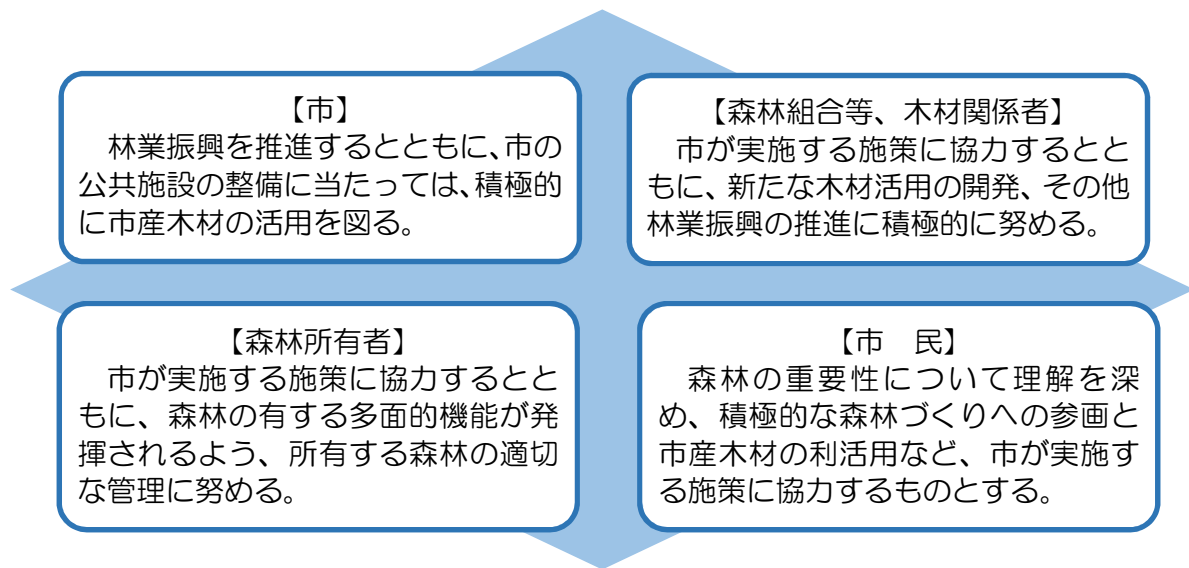 【市】
林業振興を推進するとともに、市の
公共施設の整備に当たっては、積極的
に市産木材の活用を図る。
【森林組合等、木材関係者】
市が実施する施策に協力するとと
もに、新たな木材活用の開発、その他
林業振興の推進に積極的に努める。
【森林所有者】
市が実施する施策に協力するとと
もに、森林の有する多面的機能が発
揮されるよう、所有する森林の適切
な管理に努める。
【市　民】
森林の重要性について理解を深
め、積極的な森林づくりへの参画と
市産木材の利活用など、市が実施す
る施策に協力するものとする。